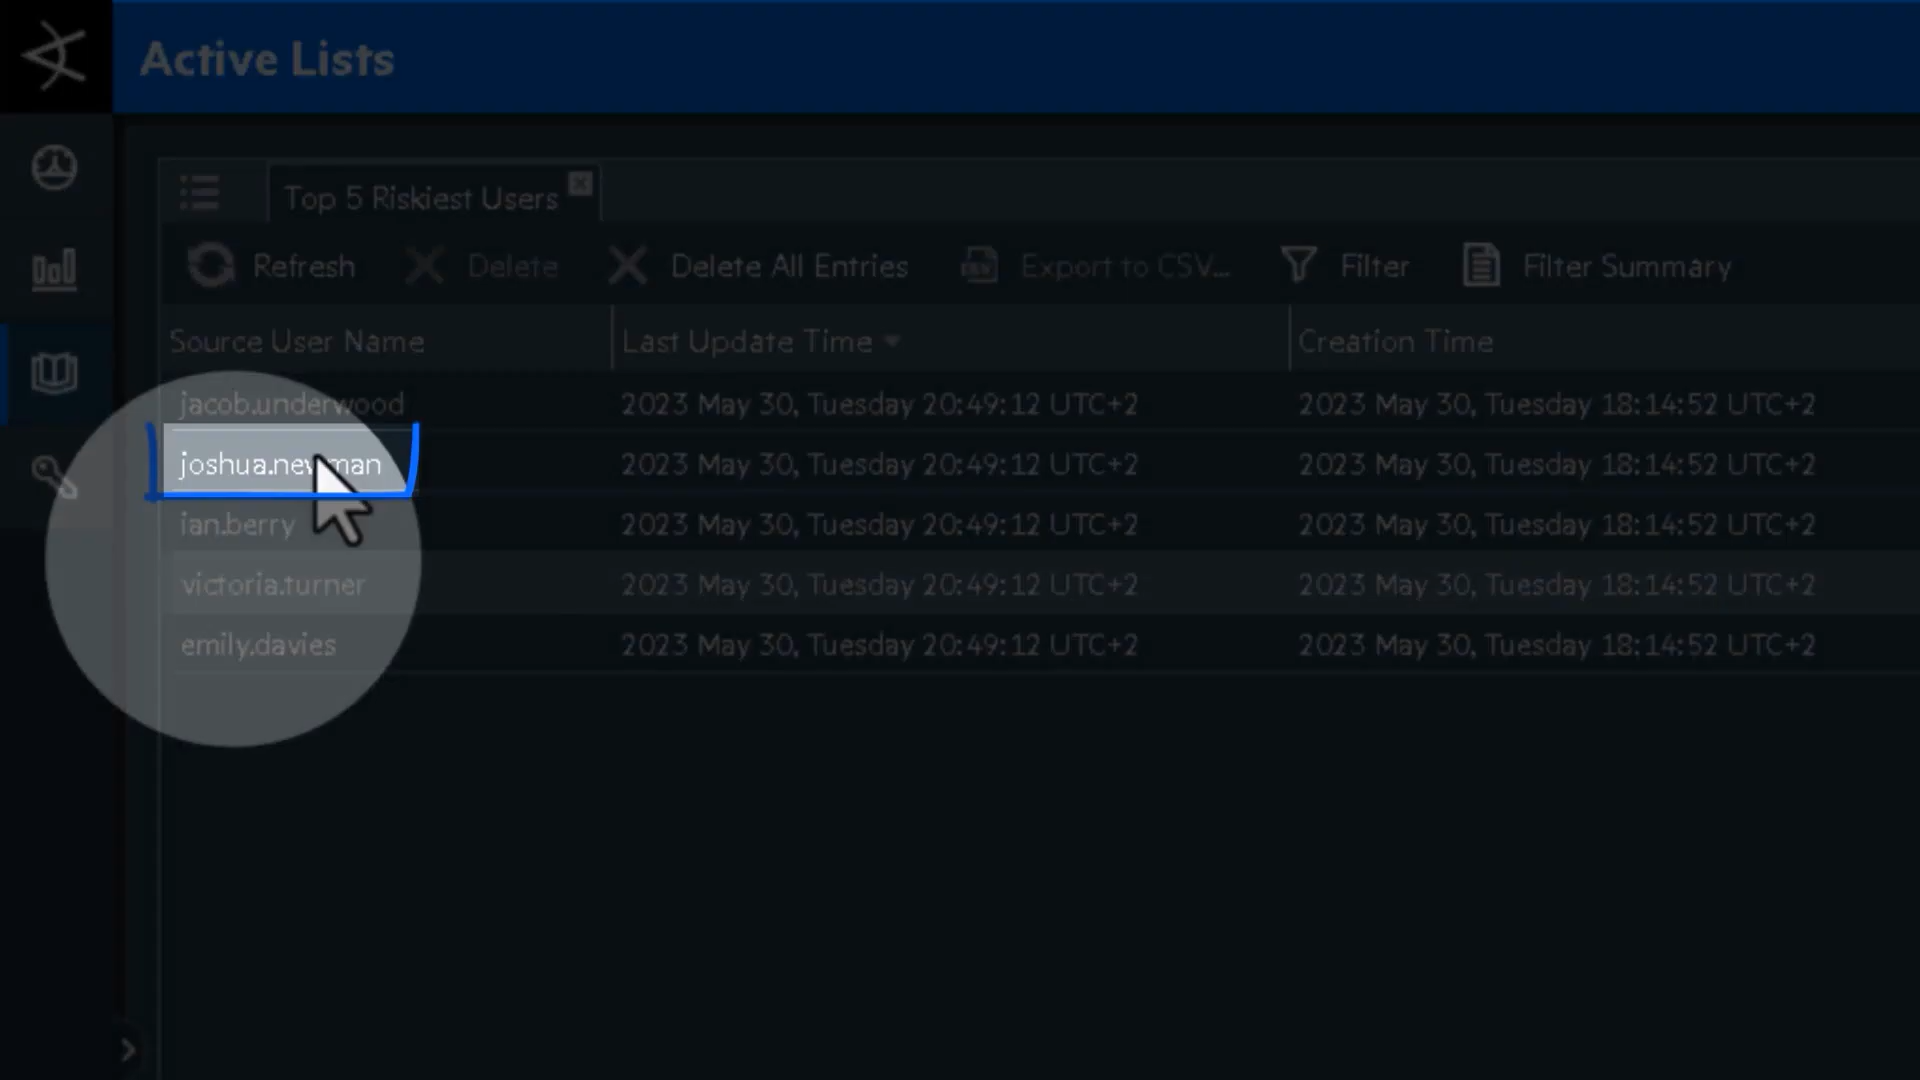 Active Lists
Top 5 Riskiest Users
Refresh Delete Delete All Entries Export to CSV... Filter Filter Summary
Source User Name Last Update Time Creation Time
jacob.underwood 2023 May 30, Tuesday 20:49:12 UTC+2 2023 May 30, Tuesday 18:14:52 UTC+2
joshua.newman 2023 May 30, Tuesday 20:49:12 UTC+2 2023 May 30, Tuesday 18:14:52 UTC+2
ian.berry 2023 May 30, Tuesday 20:49:12 UTC+2 2023 May 30, Tuesday 18:14:52 UTC+2
victoria.turner 2023 May 30, Tuesday 20:49:12 UTC+2 2023 May 30, Tuesday 18:14:52 UTC+2
emily.davies 2023 May 30, Tuesday 20:49:12 UTC+2 2023 May 30, Tuesday 18:14:52 UTC+2